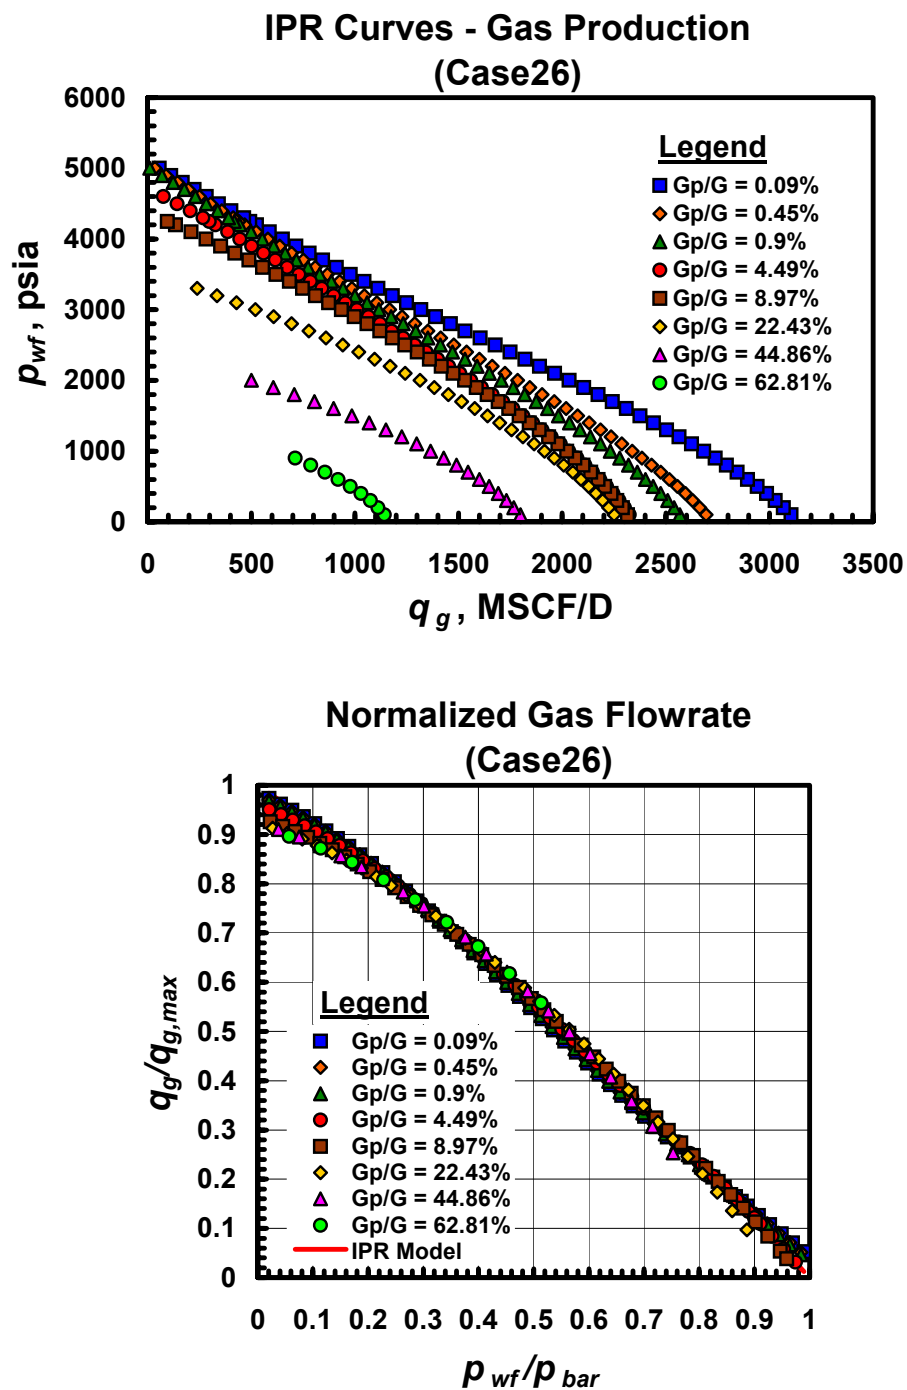 IPR Curves - Gas Production
(Case26)
6000
5000
4000
3000
2000
1000
0
p wf , psia
Legend
Gp/G = 0.09%
Gp/G = 0.45%
Gp/G = 0.9%
Gp/G = 4.49%
Gp/G = 8.97%
Gp/G = 22.43%
Gp/G = 44.86%
Gp/G = 62.81%
0 500 1000 1500 2000 2500 3000 3500
q g , MSCF/D
Normalized Gas Flowrate
(Case26)
1
0.9
0.8
0.7
0.6
0.5
0.4
0.3
0.2
0.1
0
q g /q g,max
Legend
Gp/G = 0.09%
Gp/G = 0.45%
Gp/G = 0.9%
Gp/G = 4.49%
Gp/G = 8.97%
Gp/G = 22.43%
Gp/G = 44.86%
Gp/G = 62.81%
IPR Model
0 0.1 0.2 0.3 0.4 0.5 0.6 0.7 0.8 0.9 1
p wf /p bar